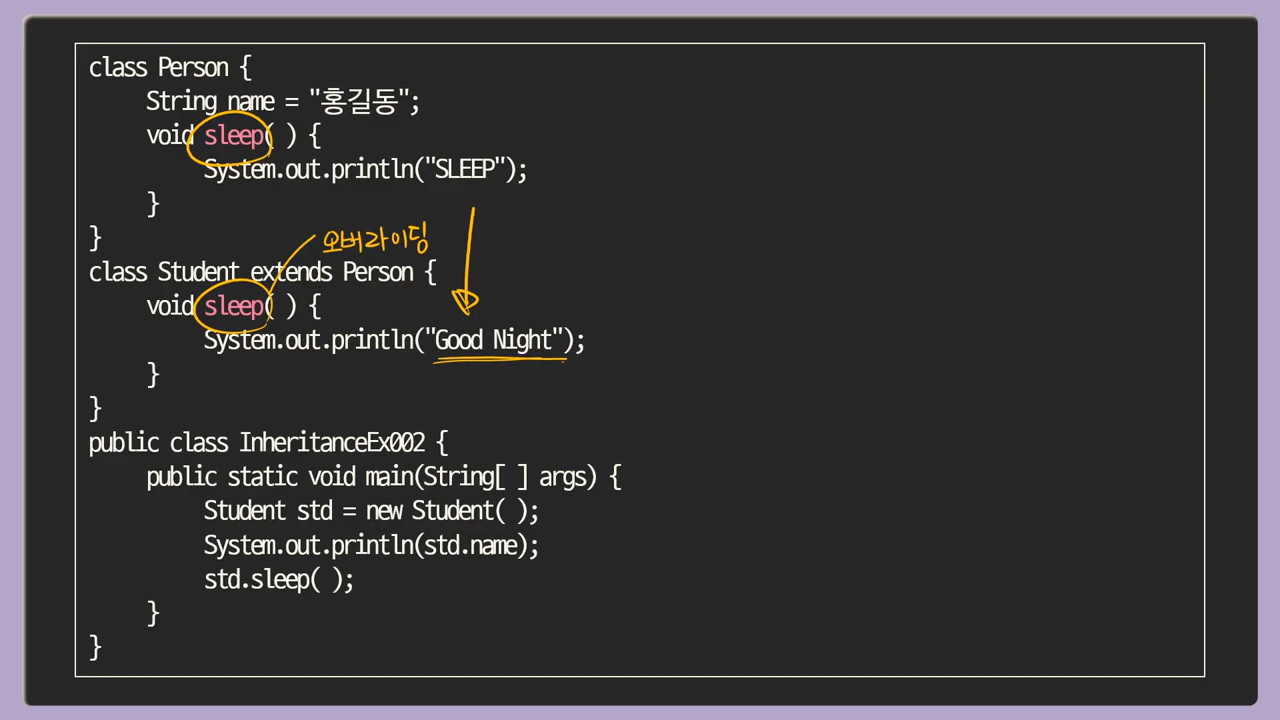 class Person {
String name = "홍길동";
void sleep( ) {
System.out.println("SLEEP");
}
}
오버라이딩
class Student extends Person {
void sleep( ) {
System.out.println("Good Night");
}
}
public class InheritanceEx002 {
public static void main(String[ ] args) {
Student std = new Student( );
System.out.println(std.name);
std.sleep( );
}
}